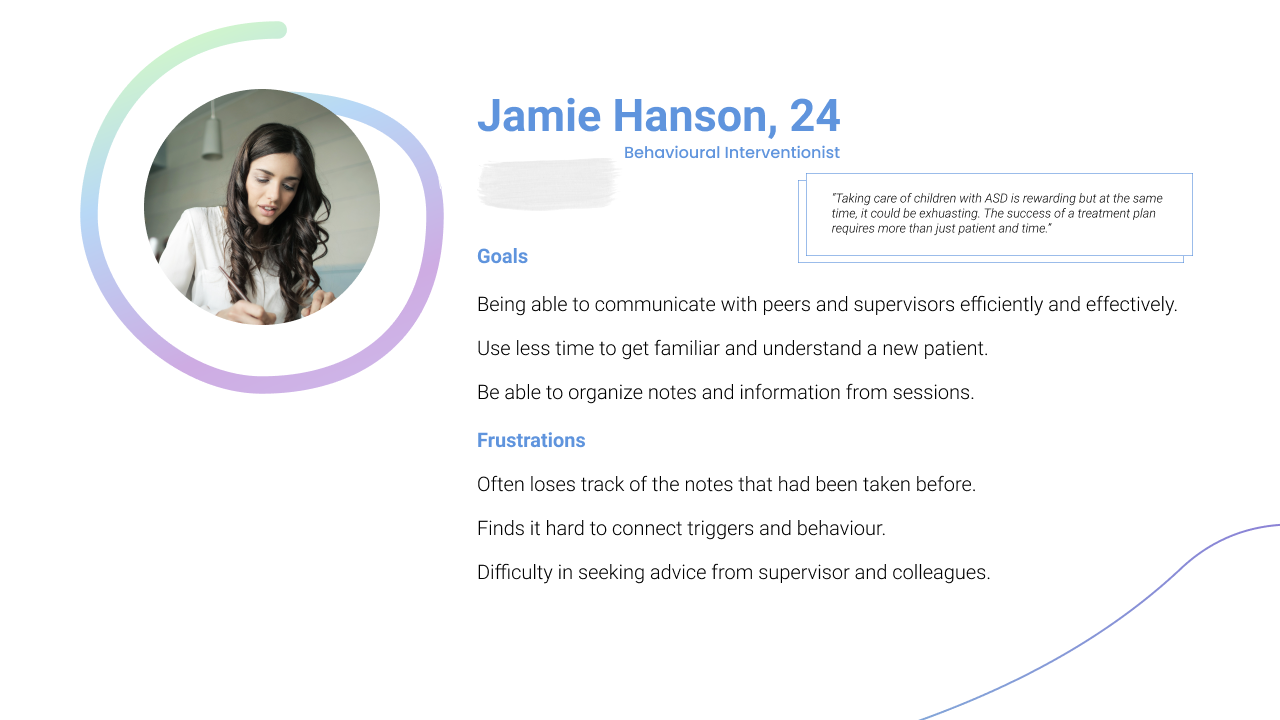 Jamie Hanson, 24
Behavioural Interventionist
"Taking care of children with ASD is rewarding but at the same
time, it could be exhuasting. The success of a treatment plan
requires more than just patient and time."
Goals
Being able to communicate with peers and supervisors efficiently and effectively.
Use less time to get familiar and understand a new patient.
Be able to organize notes and information from sessions.
Frustrations
Often loses track of the notes that had been taken before.
Finds it hard to connect triggers and behaviour.
Difficulty in seeking advice from supervisor and colleagues.